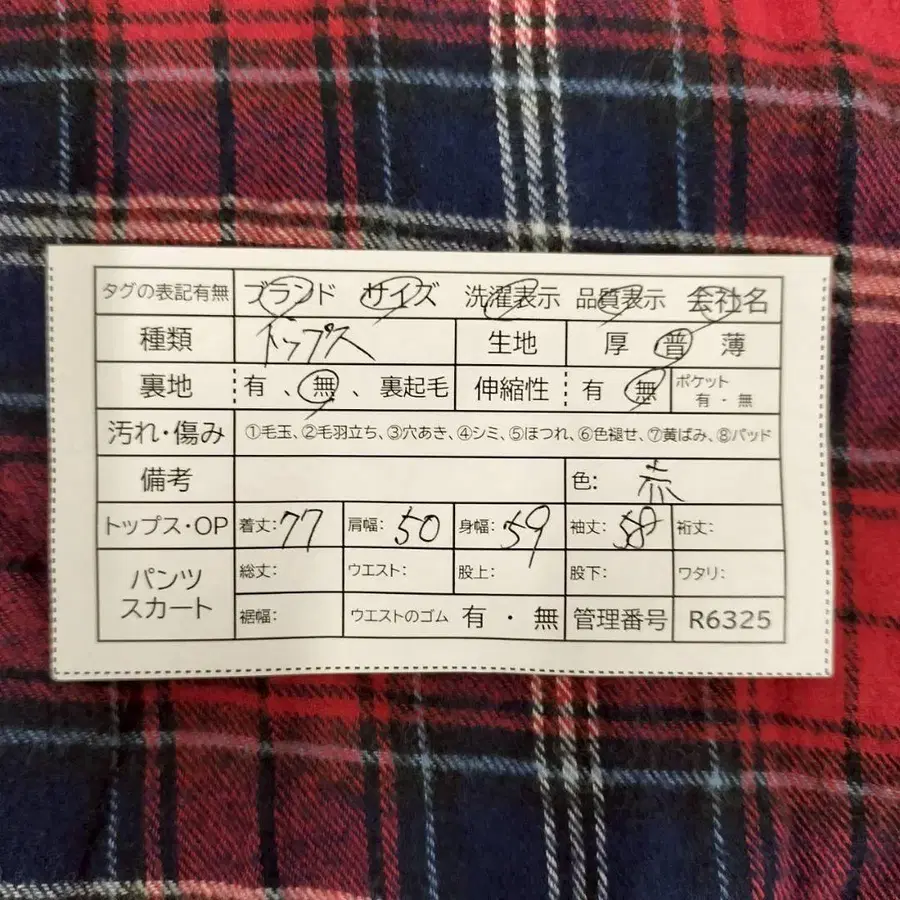 タグの表記有無 ブランド サイズ 洗濯表示 品質表示 会社名
種類 トップス 生地 厚 普 薄
裏地 有 、 無 、 裏起毛 伸縮性 有 無 ポケット 有・無
汚れ・傷み ①毛玉、②毛羽立ち、③穴あき、④シミ、⑤ほつれ、⑥色褪せ、⑦黄ばみ、⑧パッド
備考 色: 赤
トップス・OP 着丈:77 肩幅:50 身幅:59 袖丈:58 裄丈:
パンツ スカート 総丈: ウエスト: 股上: 股下: ワタリ:
裾幅: ウエストのゴム 有 ・ 無 管理番号 R6325